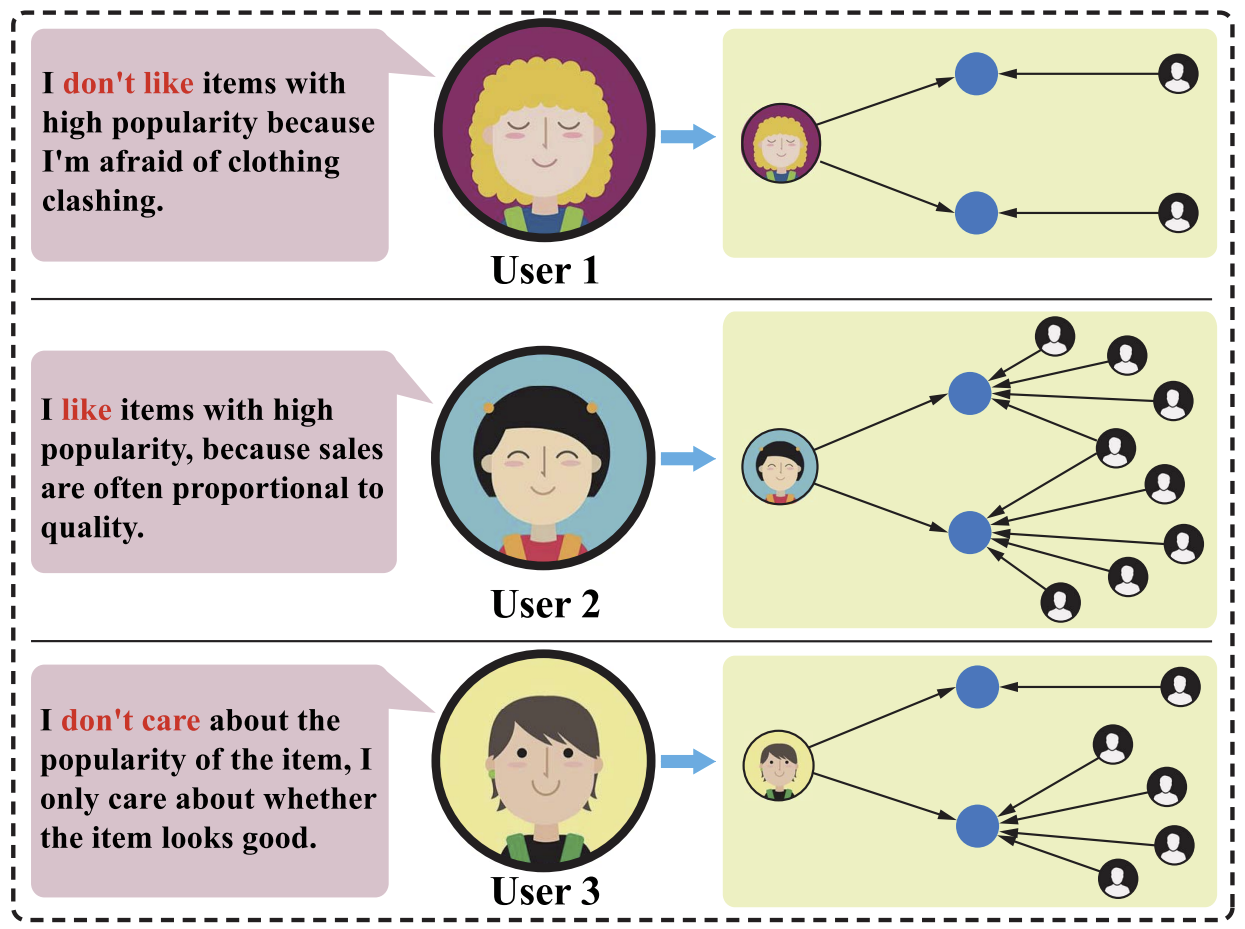 I don't like items with
high popularity because
I'm afraid of clothing
clashing.
User 1
I like items with high
popularity, because sales
are often proportional to
quality.
User 2
I don't care about the
popularity of the item, I
only care about whether
the item looks good.
User 3